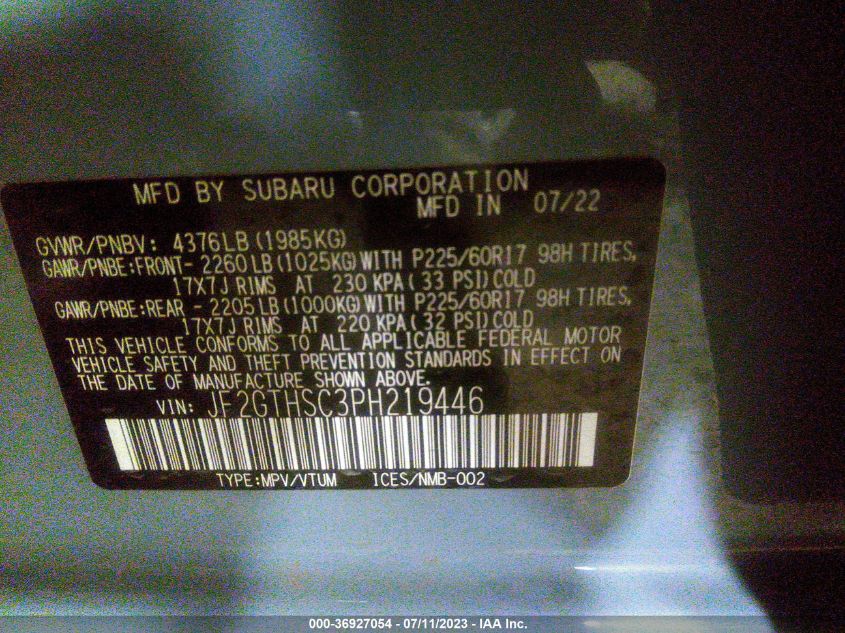 MFD BY SUBARU CORPORATION
MFD IN 07/22
GVWR/PNBV: 4376LB (1985KG)
GAWR/PNBE:FRONT- 2260 LB (1025KG) WITH P225/60R17 98H TIRES,
17X7J RIMS AT 230 KPA ( 33 PSI) COLD
GAWR/PNBE:REAR - 2205 LB (1000KG) WITH P225/60R17 98H TIRES,
17X7J RIMS AT 220 KPA ( 32 PSI) COLD
THIS VEHICLE CONFORMS TO ALL APPLICABLE FEDERAL MOTOR
VEHICLE SAFETY AND THEFT PREVENTION STANDARDS IN EFFECT ON
THE DATE OF MANUFACTURE SHOWN ABOVE.
VIN: JF2GTHSC3PH219446
TYPE:MPV/VTUM ICES/NMB-002
000-36927054 - 07/11/2023 - IAA Inc.